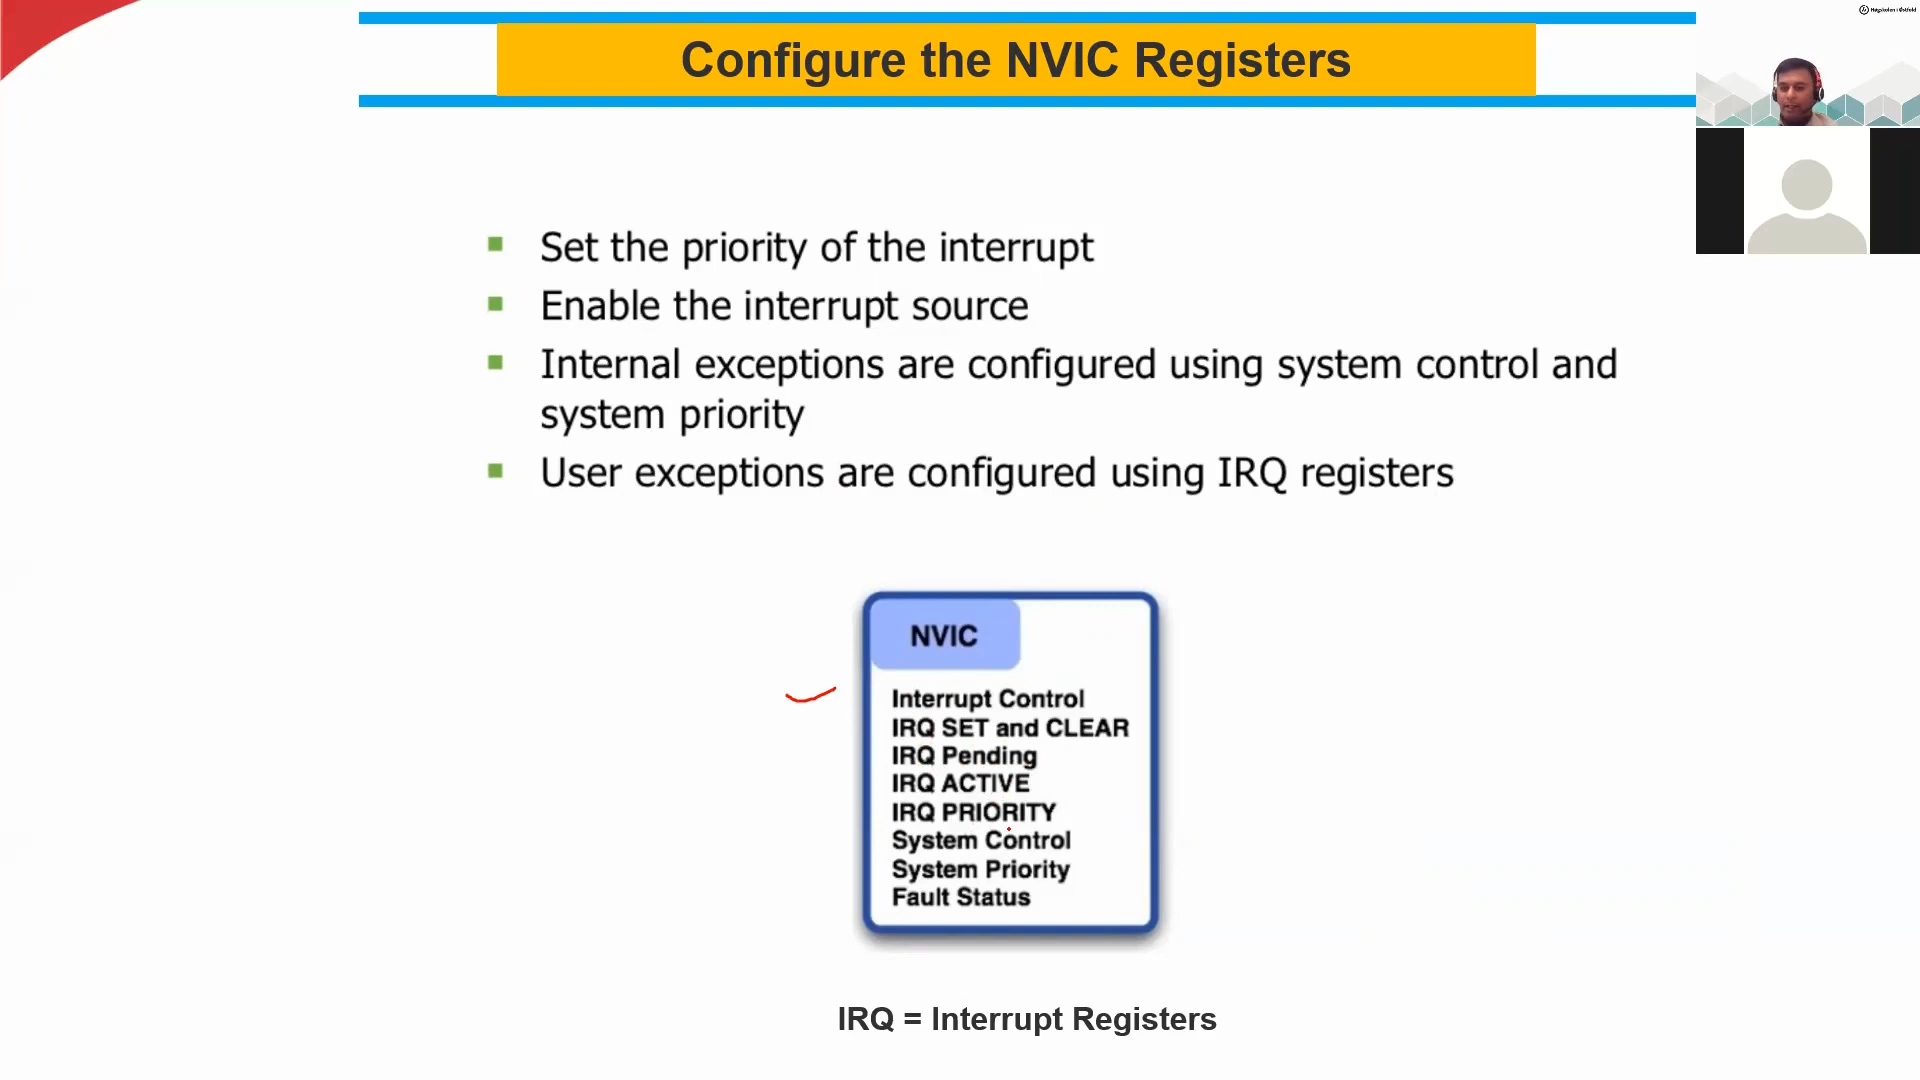 Høgskolen i Østfold
Configure the NVIC Registers
Set the priority of the interrupt
Enable the interrupt source
Internal exceptions are configured using system control and
system priority
User exceptions are configured using IRQ registers
NVIC
Interrupt Control
IRQ SET and CLEAR
IRQ Pending
IRQ ACTIVE
IRQ PRIORITY
System Control
System Priority
Fault Status
IRQ = Interrupt Registers